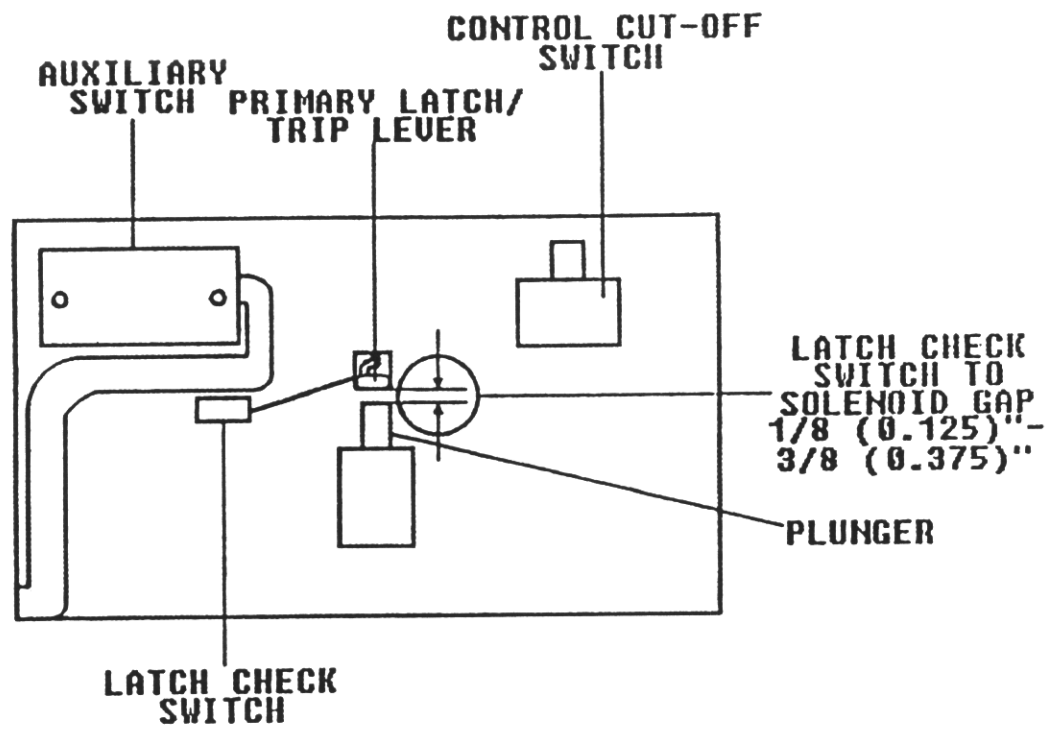 CONTROL CUT-OFF
SWITCH
AUXILIARY
SWITCH
PRIMARY LATCH/
TRIP LEVER
LATCH CHECK
SWITCH TO
SOLENOID GAP
1/8 (0.125)"-
3/8 (0.375)"
PLUNGER
LATCH CHECK
SWITCH